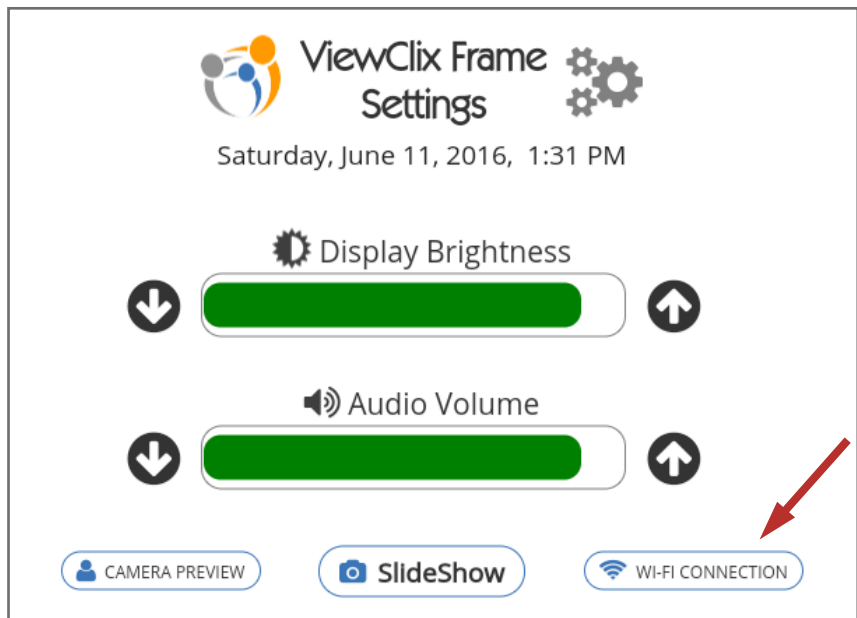 ViewClix Frame
Settings
Saturday, June 11, 2016, 1:31 PM
Display Brightness
Audio Volume
CAMERA PREVIEW
SlideShow
WI-FI CONNECTION